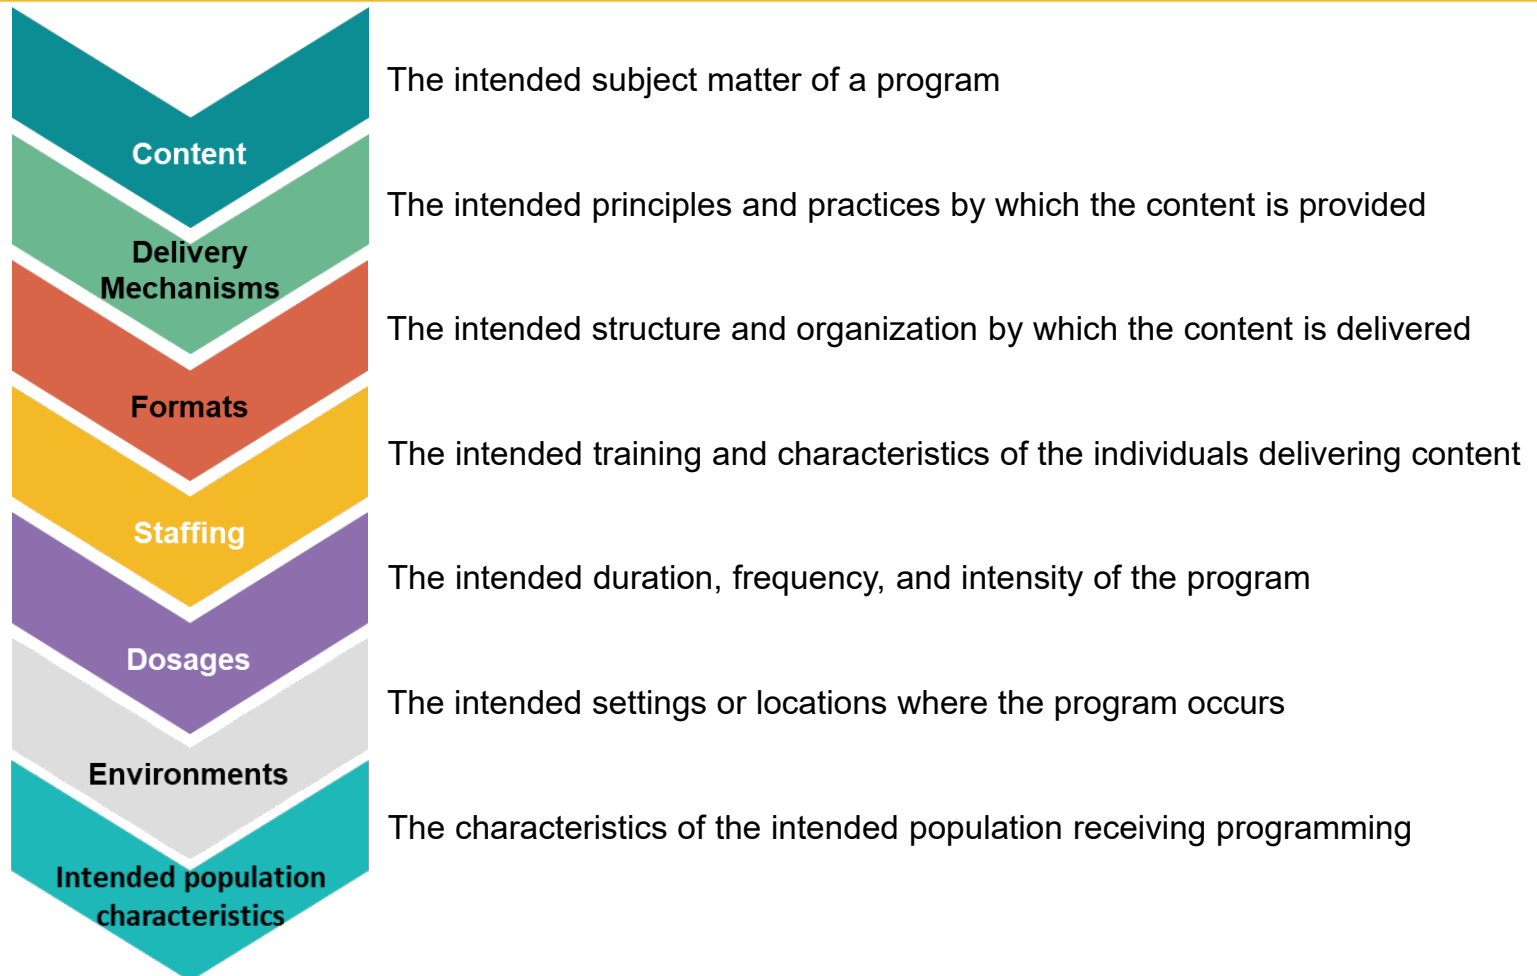 The intended subject matter of a program
Content
The intended principles and practices by which the content is provided
Delivery
Mechanisms
The intended structure and organization by which the content is delivered
Formats
The intended training and characteristics of the individuals delivering content
Staffing
The intended duration, frequency, and intensity of the program
Dosages
The intended settings or locations where the program occurs
Environments
The characteristics of the intended population receiving programming
Intended population
characteristics